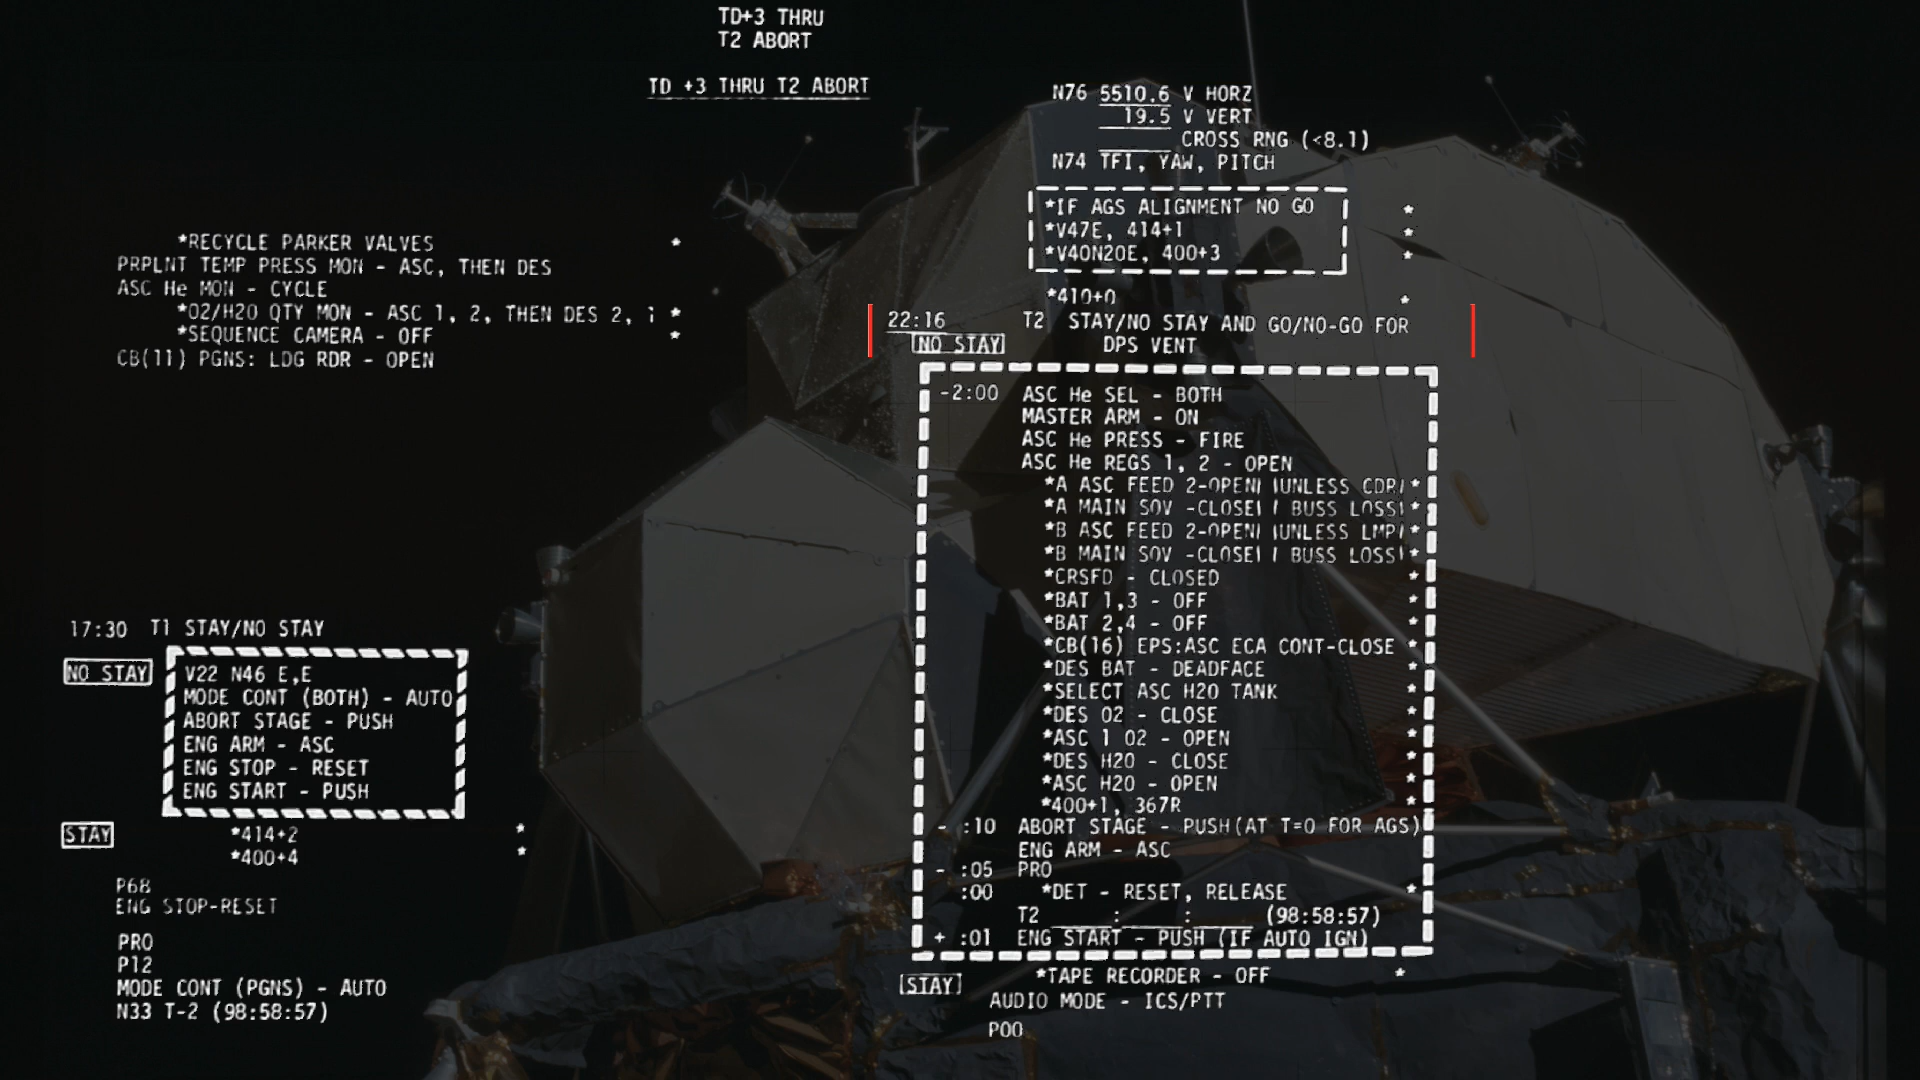 TD+3 THRU
T2 ABORT
TD +3 THRU T2 ABORT
*RECYCLE PARKER VALVES *
PRPLNT TEMP PRESS MON - ASC, THEN DES
ASC He MON - CYCLE
*O2/H2O QTY MON - ASC 1, 2, THEN DES 2, 1 *
*SEQUENCE CAMERA - OFF *
CB(11) PGNS: LDG RDR - OPEN
17:30 T1 STAY/NO STAY
NO STAY
V22 N46 E,E
MODE CONT (BOTH) - AUTO
ABORT STAGE - PUSH
ENG ARM - ASC
ENG STOP - RESET
ENG START - PUSH
STAY
*414+2 *
*400+4 *
P68
ENG STOP-RESET
PRO
P12
MODE CONT (PGNS) - AUTO
N33 T-2 (98:58:57)
N76 5510.6 V HORZ
19.5 V VERT
CROSS RNG (<8.1)
N74 TFI, YAW, PITCH
*IF AGS ALIGNMENT NO GO *
*V47E, 414+1 *
*V40N20E, 400+3 *
*410+0 *
22:16 T2 STAY/NO STAY AND GO/NO-GO FOR
NO STAY DPS VENT
-2:00 ASC He SEL - BOTH
MASTER ARM - ON
ASC He PRESS - FIRE
ASC He REGS 1, 2 - OPEN
*A ASC FEED 2-OPEN( (UNLESS CDR) *
*A MAIN SOV -CLOSE( ( BUSS LOSS) *
*B ASC FEED 2-OPEN( (UNLESS LMP) *
*B MAIN SOV -CLOSE( ( BUSS LOSS) *
*CRSFD - CLOSED *
*BAT 1,3 - OFF *
*BAT 2,4 - OFF *
*CB(16) EPS:ASC ECA CONT-CLOSE *
*DES BAT - DEADFACE *
*SELECT ASC H2O TANK *
*DES O2 - CLOSE *
*ASC 1 O2 - OPEN *
*DES H2O - CLOSE *
*ASC H2O - OPEN *
*400+1, 367R *
- :10 ABORT STAGE - PUSH(AT T=0 FOR AGS)
ENG ARM - ASC
- :05 PRO
:00 *DET - RESET, RELEASE *
T2 ___:___:___ (98:58:57)
+ :01 ENG START - PUSH (IF AUTO IGN)
STAY *TAPE RECORDER - OFF *
AUDIO MODE - ICS/PTT
P00